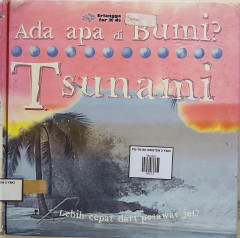 Erlangga
for Kids
Ada apa di Bumi?
Tsunami
Lebih cepat dari pesawat jet!